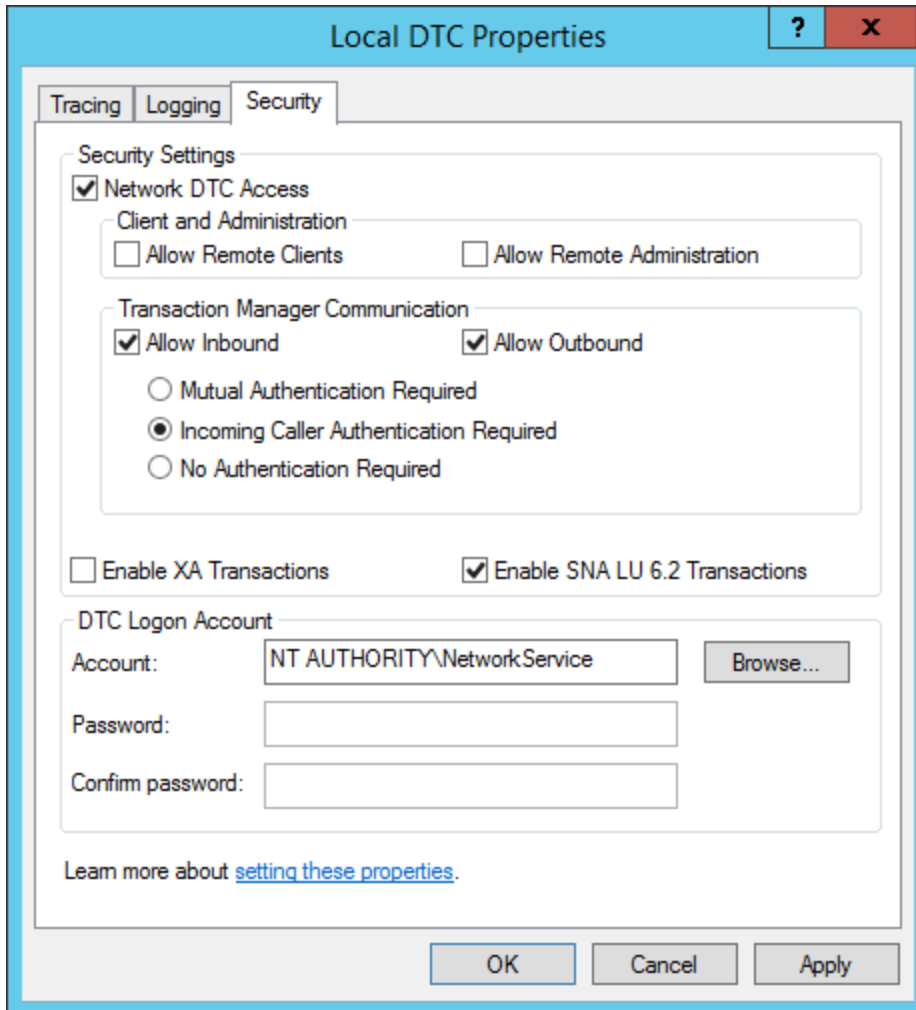 Local DTC Properties
?
x
Tracing Logging Security
Security Settings
Network DTC Access
Client and Administration
Allow Remote Clients Allow Remote Administration
Transaction Manager Communication
Allow Inbound Allow Outbound
Mutual Authentication Required
Incoming Caller Authentication Required
No Authentication Required
Enable XA Transactions Enable SNA LU 6.2 Transactions
DTC Logon Account
Account: NT AUTHORITY\NetworkService Browse...
Password:
Confirm password:
Learn more about setting these properties.
OK Cancel Apply